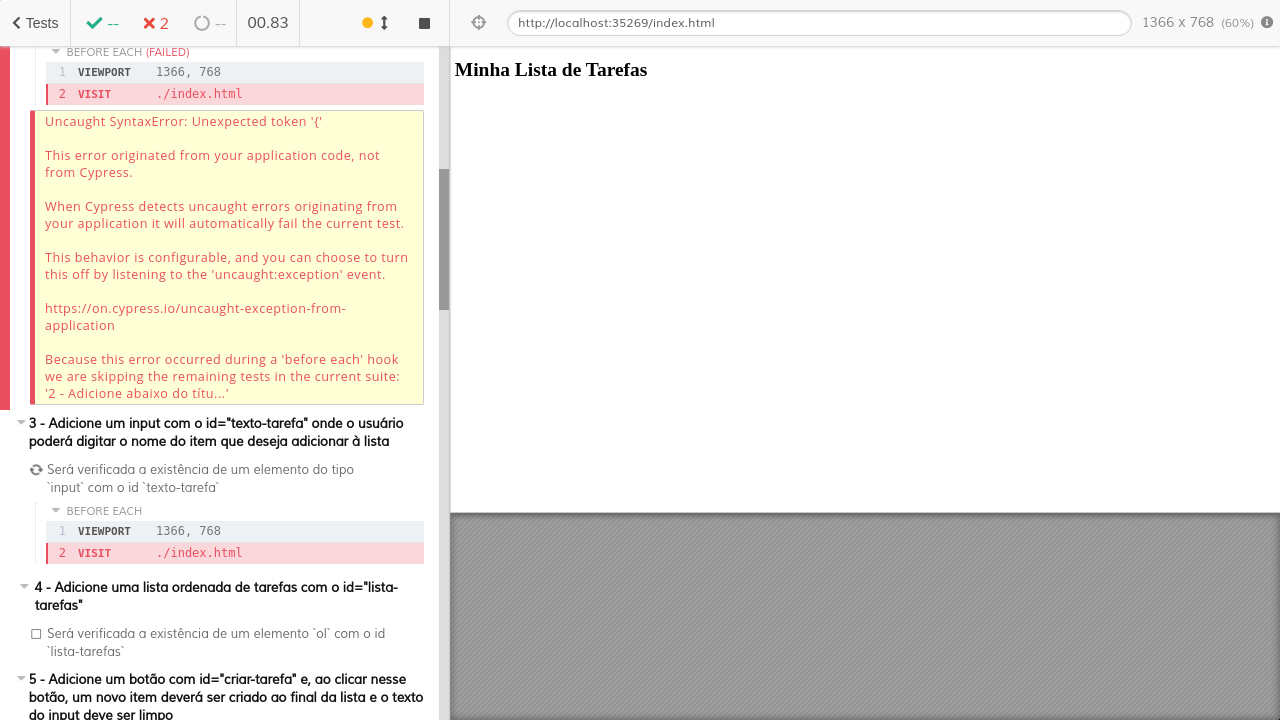 Tests
--
2
--
00.83
http://localhost:35269/index.html
1366 x 768 (60%)
BEFORE EACH (FAILED)
1 VIEWPORT 1366, 768
2 VISIT ./index.html
Uncaught SyntaxError: Unexpected token '{'
This error originated from your application code, not
from Cypress.
When Cypress detects uncaught errors originating from
your application it will automatically fail the current test.
This behavior is configurable, and you can choose to turn
this off by listening to the 'uncaught:exception' event.
https://on.cypress.io/uncaught-exception-from-
application
Because this error occurred during a 'before each' hook
we are skipping the remaining tests in the current suite:
'2 - Adicione abaixo do títu...'
3 - Adicione um input com o id="texto-tarefa" onde o usuário
poderá digitar o nome do item que deseja adicionar à lista
Será verificada a existência de um elemento do tipo
`input` com o id `texto-tarefa`
BEFORE EACH
1 VIEWPORT 1366, 768
2 VISIT ./index.html
4 - Adicione uma lista ordenada de tarefas com o id="lista-
tarefas"
Será verificada a existência de um elemento `ol` com o id
`lista-tarefas`
5 - Adicione um botão com id="criar-tarefa" e, ao clicar nesse
botão, um novo item deverá ser criado ao final da lista e o texto
do input deve ser limpo
Minha Lista de Tarefas